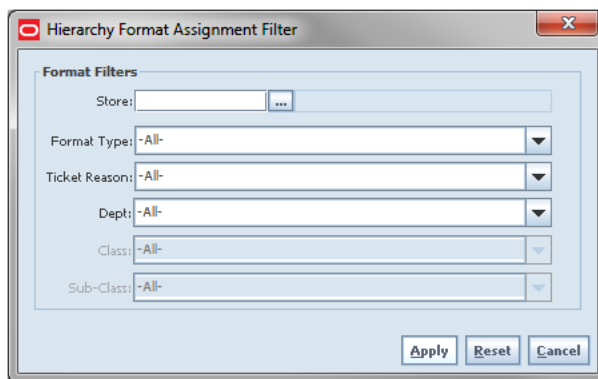 Hierarchy Format Assignment Filter
Format Filters
Store: ...
Format Type: -All-
Ticket Reason: -All-
Dept: -All-
Class: -All-
Sub-Class: -All-
Apply Reset Cancel